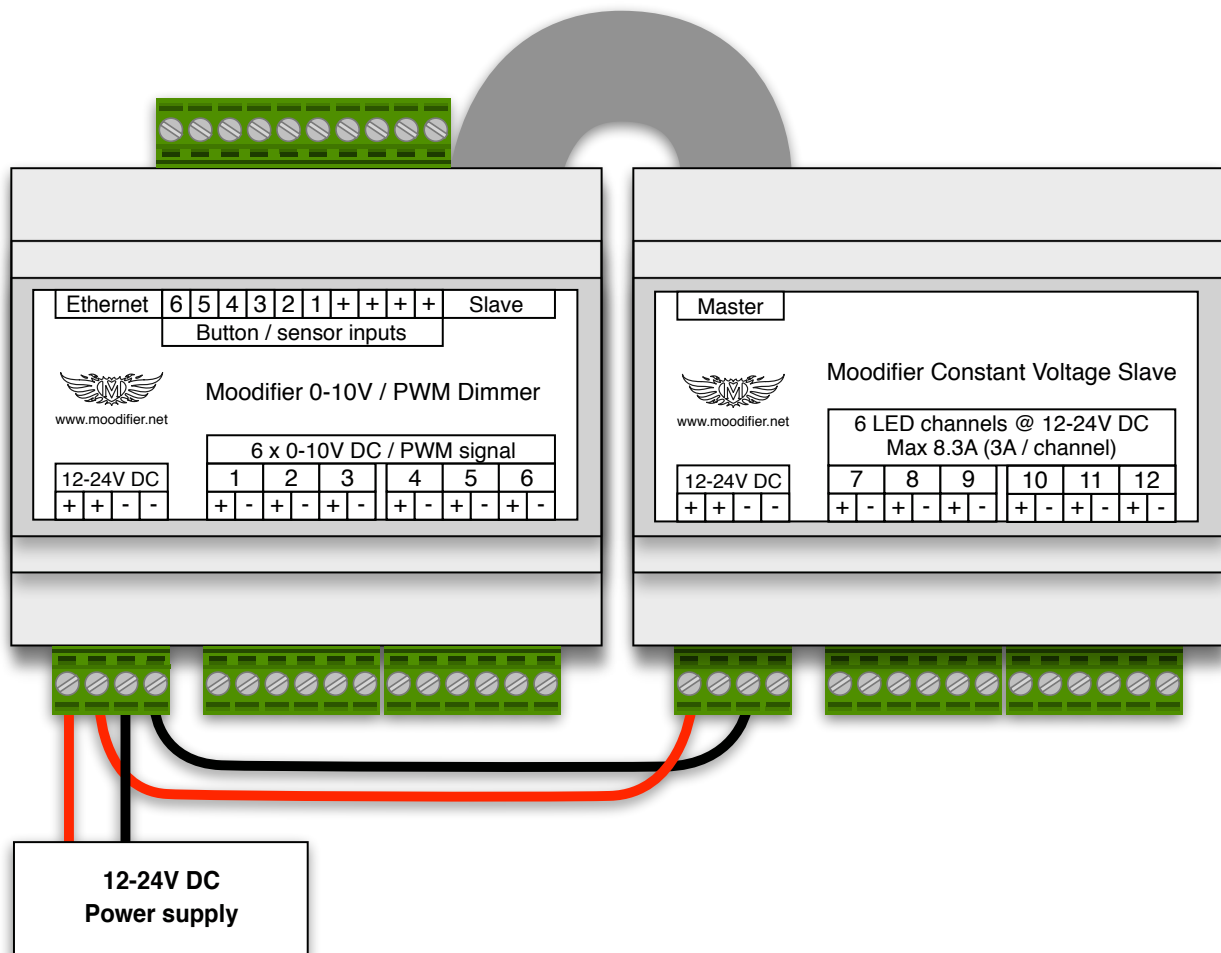 Ethernet 6 5 4 3 2 1 + + + + Slave
Button / sensor inputs
M
www.moodifier.net
Moodifier 0-10V / PWM Dimmer
6 x 0-10V DC / PWM signal
12-24V DC
1 2 3 4 5 6
+ + - -
+ - + - + - + - + - + -
Master
M
www.moodifier.net
Moodifier Constant Voltage Slave
6 LED channels @ 12-24V DC
Max 8.3A (3A / channel)
12-24V DC
7 8 9 10 11 12
+ + - -
+ - + - + - + - + - + -
12-24V DC
Power supply